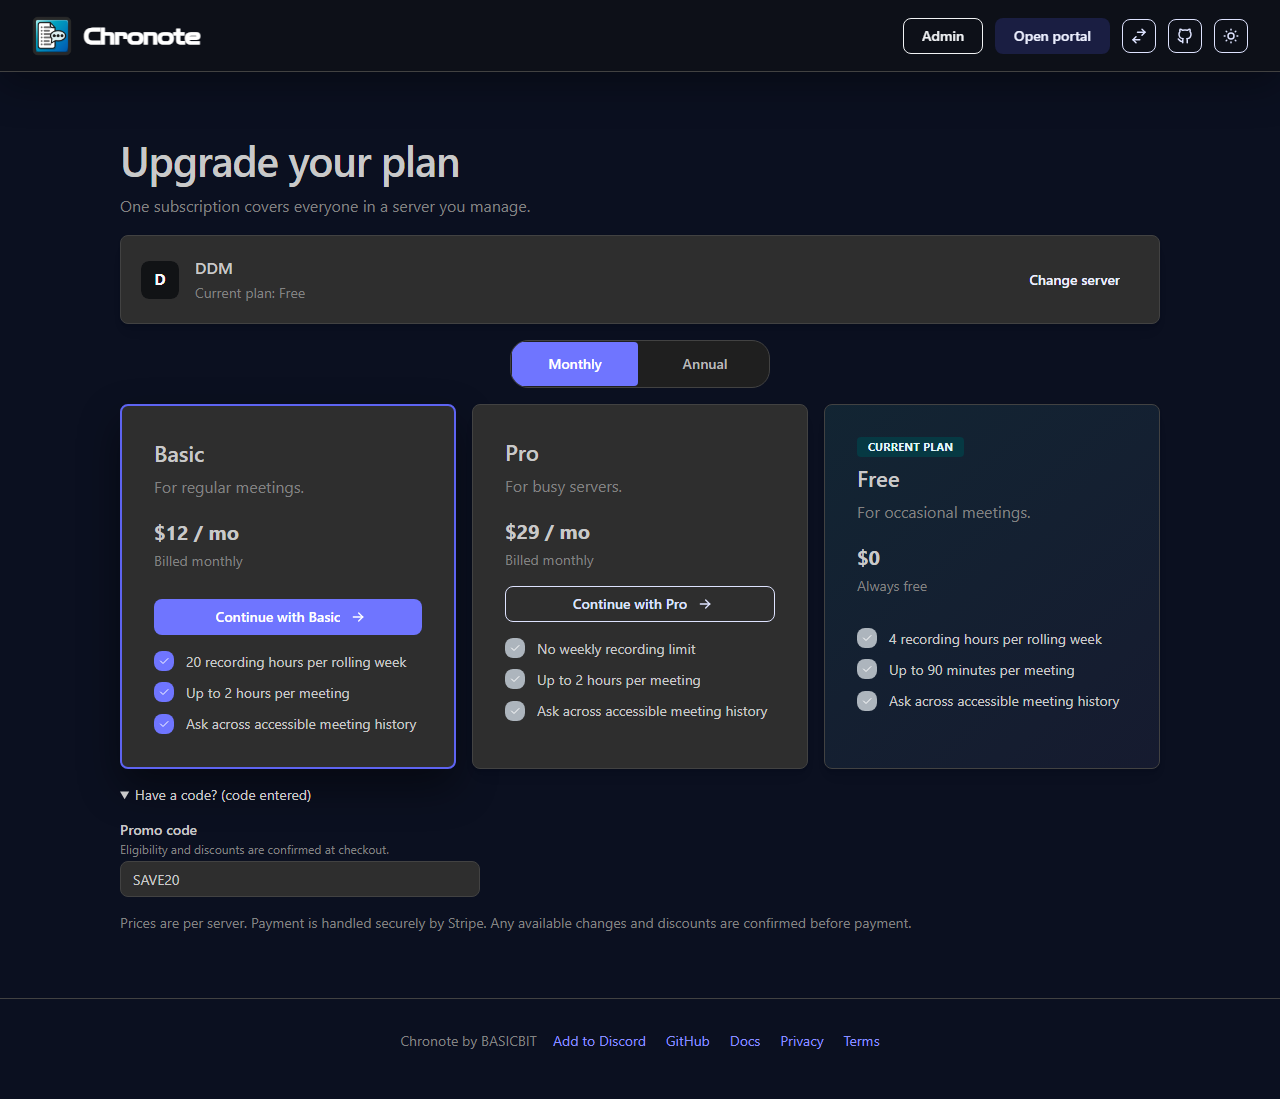 Chronote
Admin
Open portal
Upgrade your plan
One subscription covers everyone in a server you manage.
D
DDM
Current plan: Free
Change server
Monthly
Annual
Basic
For regular meetings.
$12 / mo
Billed monthly
Continue with Basic →
20 recording hours per rolling week
Up to 2 hours per meeting
Ask across accessible meeting history
Pro
For busy servers.
$29 / mo
Billed monthly
Continue with Pro →
No weekly recording limit
Up to 2 hours per meeting
Ask across accessible meeting history
CURRENT PLAN
Free
For occasional meetings.
$0
Always free
4 recording hours per rolling week
Up to 90 minutes per meeting
Ask across accessible meeting history
▼ Have a code? (code entered)
Promo code
Eligibility and discounts are confirmed at checkout.
SAVE20
Prices are per server. Payment is handled securely by Stripe. Any available changes and discounts are confirmed before payment.
Chronote by BASICBIT Add to Discord GitHub Docs Privacy Terms